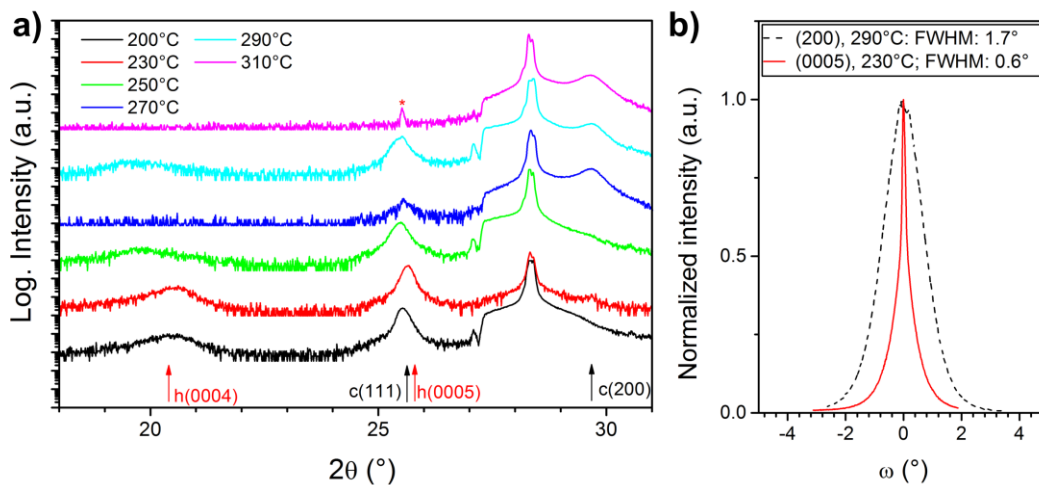 a)
200°C
290°C
230°C
310°C
250°C
270°C
*
Log. Intensity (a.u.)
h(0004)
c(111)
h(0005)
c(200)
20
25
30
2θ (°)
b)
(200), 290°C: FWHM: 1.7°
(0005), 230°C; FWHM: 0.6°
Normalized intensity (a.u.)
1.0
0.5
0.0
-4
-2
0
2
4
ω (°)